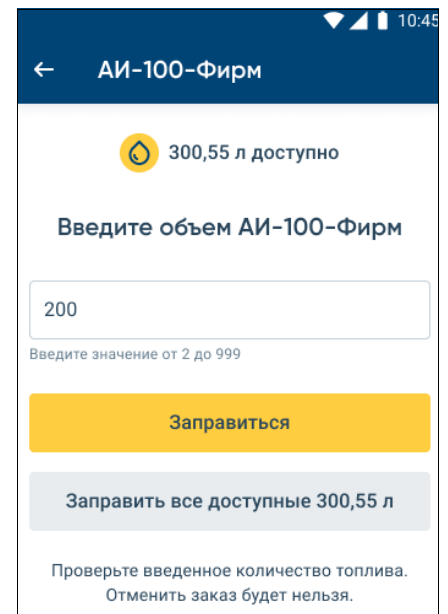 10:45
АИ-100-Фирм
300,55 л доступно
Введите объем АИ-100-Фирм
200
Введите значение от 2 до 999
Заправиться
Заправить все доступные 300,55 л
Проверьте введенное количество топлива.
Отменить заказ будет нельзя.